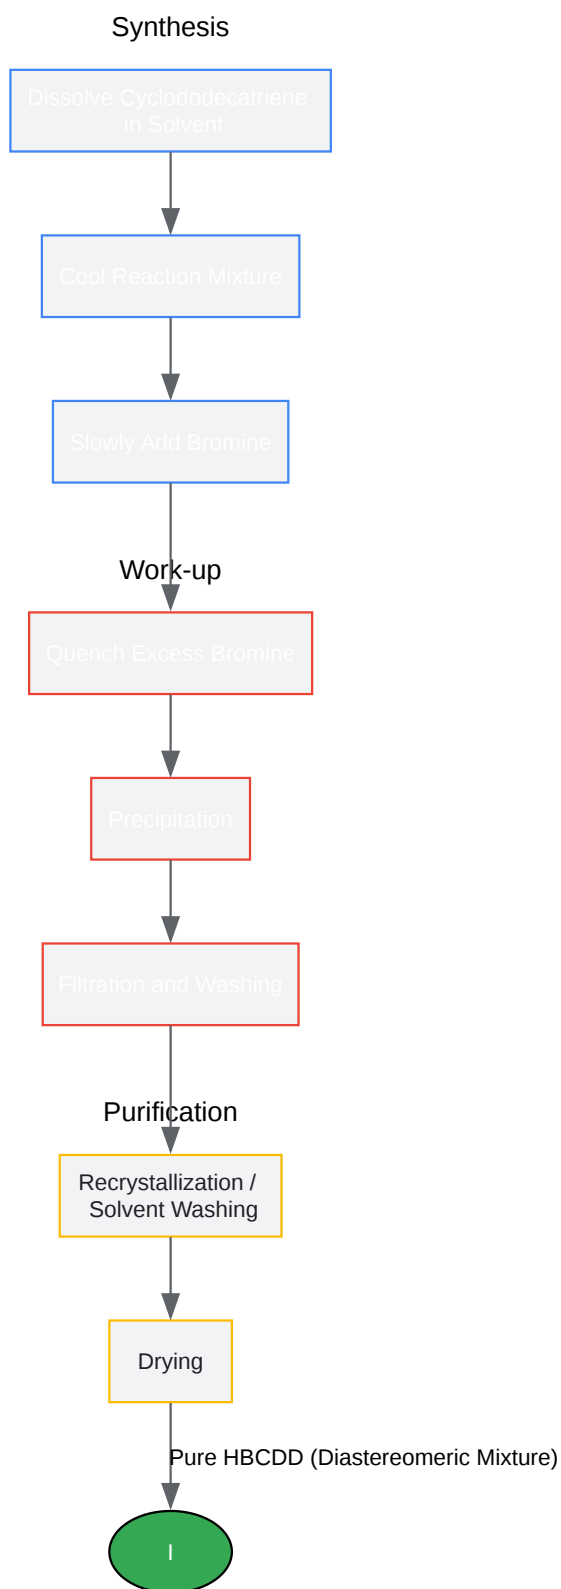 Synthesis
Dissolve Cyclododecatriene
in Solvent
Cool Reaction Mixture
Slowly Add Bromine
Work-up
Quench Excess Bromine
Precipitation
Filtration and Washing
Purification
Recrystallization /
Solvent Washing
Drying
Pure HBCDD (Diastereomeric Mixture)
I